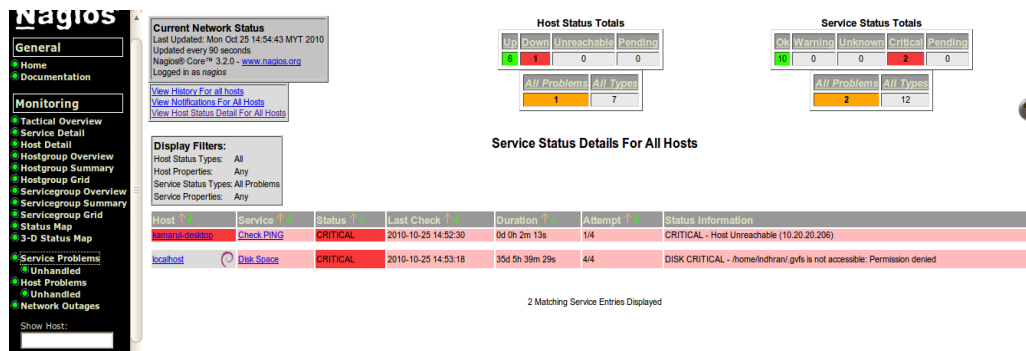 Nagios
General
Home
Documentation
Monitoring
Tactical Overview
Service Detail
Host Detail
Hostgroup Overview
Hostgroup Summary
Hostgroup Grid
Servicegroup Overview
Servicegroup Summary
Servicegroup Grid
Status Map
3-D Status Map
Service Problems
Unhandled
Host Problems
Unhandled
Network Outages
Show Host:
Current Network Status
Last Updated: Mon Oct 25 14:54:43 MYT 2010
Updated every 90 seconds
Nagios® Core™ 3.2.0 - www.nagios.org
Logged in as nagios
View History For all hosts
View Notifications For All Hosts
View Host Status Detail For All Hosts
Host Status Totals
Up Down Unreachable Pending
6 1 0 0
All Problems All Types
1 7
Service Status Totals
Ok Warning Unknown Critical Pending
10 0 0 2 0
All Problems All Types
2 12
Display Filters:
Host Status Types: All
Host Properties: Any
Service Status Types: All Problems
Service Properties: Any
Service Status Details For All Hosts
Host Service Status Last Check Duration Attempt Status Information
kamarul-desktop Check PING CRITICAL 2010-10-25 14:52:30 0d 0h 2m 13s 1/4 CRITICAL - Host Unreachable (10.20.20.206)
localhost Disk Space CRITICAL 2010-10-25 14:53:18 35d 5h 39m 29s 4/4 DISK CRITICAL - /home/indhran/.gvfs is not accessible: Permission denied
2 Matching Service Entries Displayed